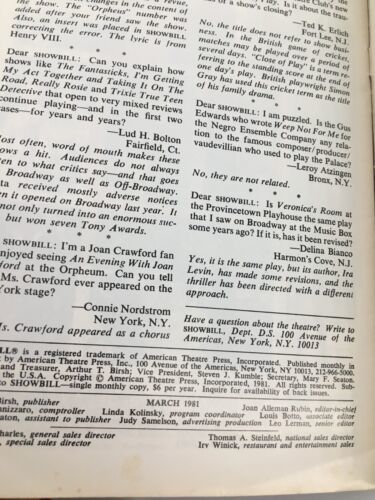 revamped changes in the
the revue in the content of
show. The "Orpheus" number was
added after your friend saw the show.
Also, an insert was placed in SHOWBILL
correcting the error. The lyric is from
Henry VIII.
DEAR SHOWBILL: Can you explain how
shows like The Fantasticks, I'm Getting
My Act Together and Taking It On The
Road, Really Rosie and Trixie True Teen
Detective that open to very mixed reviews
continue playing—and in the first two
cases—for years and years?
—Lud H. Bolton
Fairfield, Ct.
Most often, word of mouth makes these
shows a hit. Audiences do not always
listen to what critics say—and that goes
Broadway as well as Off-Broadway.
received mostly adverse notices
it opened on Broadway last year. It
not only turned into an enormous suc-
but won seven Tony Awards.
SHOWBILL: I'm a Joan Crawford fan
enjoyed seeing An Evening With Joan
at the Orpheum. Can you tell
Ms. Crawford ever appeared on the
York stage?
—Connie Nordstrom
New York, N.Y.
Ms. Crawford appeared as a chorus
of a show's closing?
—Ted K. Erlich
Fort Lee, N.J.
No, the title does not refer to show busi-
ness. In the British game of cricket,
matches may be played over a period of
several days. "Close of Play" is a term re-
ferring to the standing score at the end of
one day's play. British playwright Simon
Gray has used this cricket term as the title
of his family drama.
DEAR SHOWBILL: I am puzzled. Is the Gus
Edwards who wrote Weep Not For Me for
the Negro Ensemble Company any rela-
tion to the famous composer/producer/
vaudevillian who used to play the Palace?
—Leroy Atzingen
Bronx, N.Y.
No, they are not related.
DEAR SHOWBILL: Is Veronica's Room at
the Provincetown Playhouse the same play
that I saw on Broadway at the Music Box
some years ago? If it is, has it been revised?
—Delina Bianco
Harmon's Cove, N.J.
Yes, it is the same play, but its author, Ira
Levin, has made some revisions, and the
thriller has been directed with a different
approach.
Have a question about the theatre? Write to
SHOWBILL, Dept. D.S. 100 Avenue of the
Americas, New York, N.Y. 10013
® is a registered trademark of American Theatre Press, Incorporated. Published monthly in
by American Theatre Press, Inc., 100 Avenue of the Americas, New York, NY 10013, 212-966-5000.
and Treasurer, Arthur T. Birsh; Vice President, Steven J. Kumble; Secretary, Mary F. Seaton.
the U.S.A. Copyright © American Theatre Press, Incorporated, 1981. All rights reserved. Sub-
to SHOWBILL—single monthly copy, $6 per year. Inquire for availability of back issues.
MARCH 1981
Birsh, publisher Joan Alleman Rubin, editor-in-chief
comptroller Linda Kolinsky, program coordinator Louis Botto, associate editor
assistant to publisher Judy Samelson, advertising production Leo Lerman, senior editor
Charles, general sales director Thomas A. Steinfeld, national sales director
special sales director Irv Winick, restaurant and entertainment sales